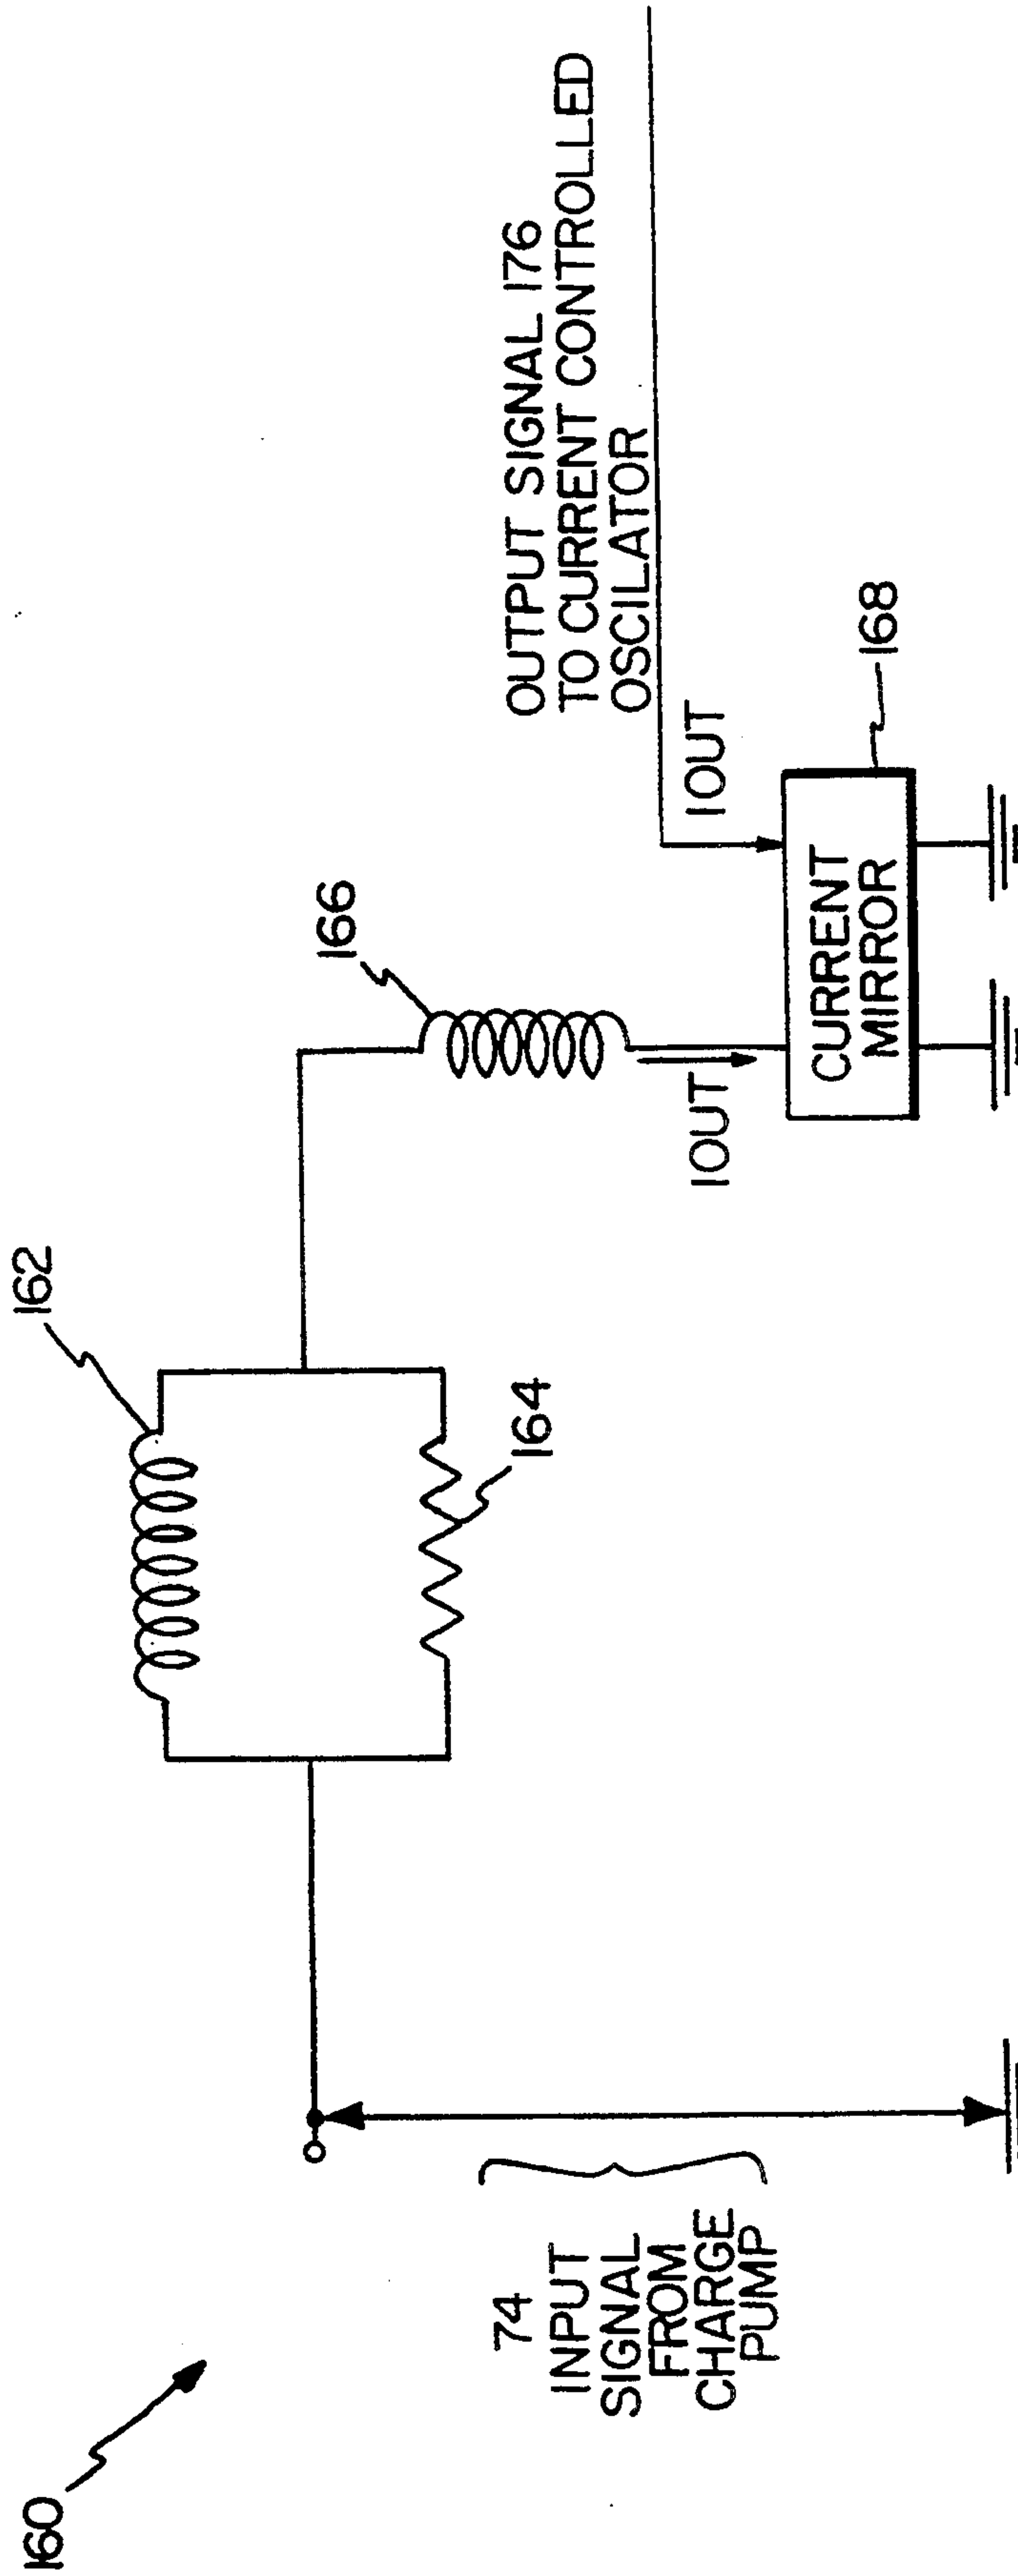 160
162
164
166
74
INPUT
SIGNAL
FROM
CHARGE
PUMP
IOUT
IOUT
CURRENT
MIRROR
168
OUTPUT SIGNAL 176
TO CURRENT CONTROLLED
OSCILATOR